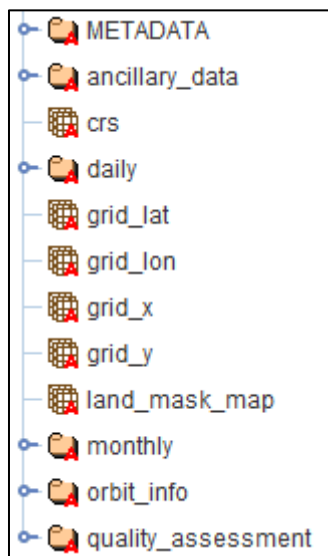 METADATA
ancillary_data
crs
daily
grid_lat
grid_lon
grid_x
grid_y
land_mask_map
monthly
orbit_info
quality_assessment